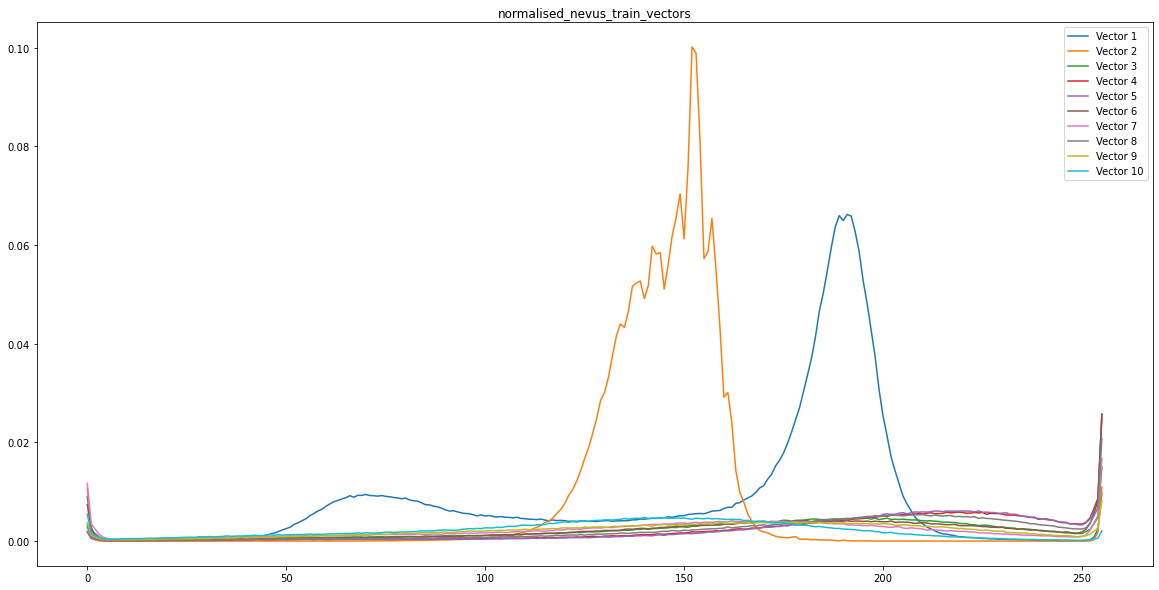 normalised_nevus_train_vectors
Vector 1
Vector 2
Vector 3
Vector 4
Vector 5
Vector 6
Vector 7
Vector 8
Vector 9
Vector 10
0.10
0.08
0.06
0.04
0.02
0.00
0 50 100 150 200 250